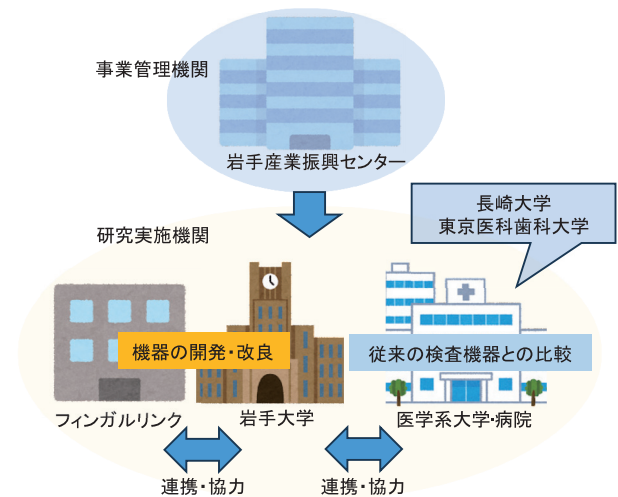 事業管理機関
岩手産業振興センター
長崎大学
東京医科歯科大学
研究実施機関
機器の開発・改良
従来の検査機器との比較
フィンガルリンク
岩手大学
医学系大学・病院
連携・協力
連携・協力